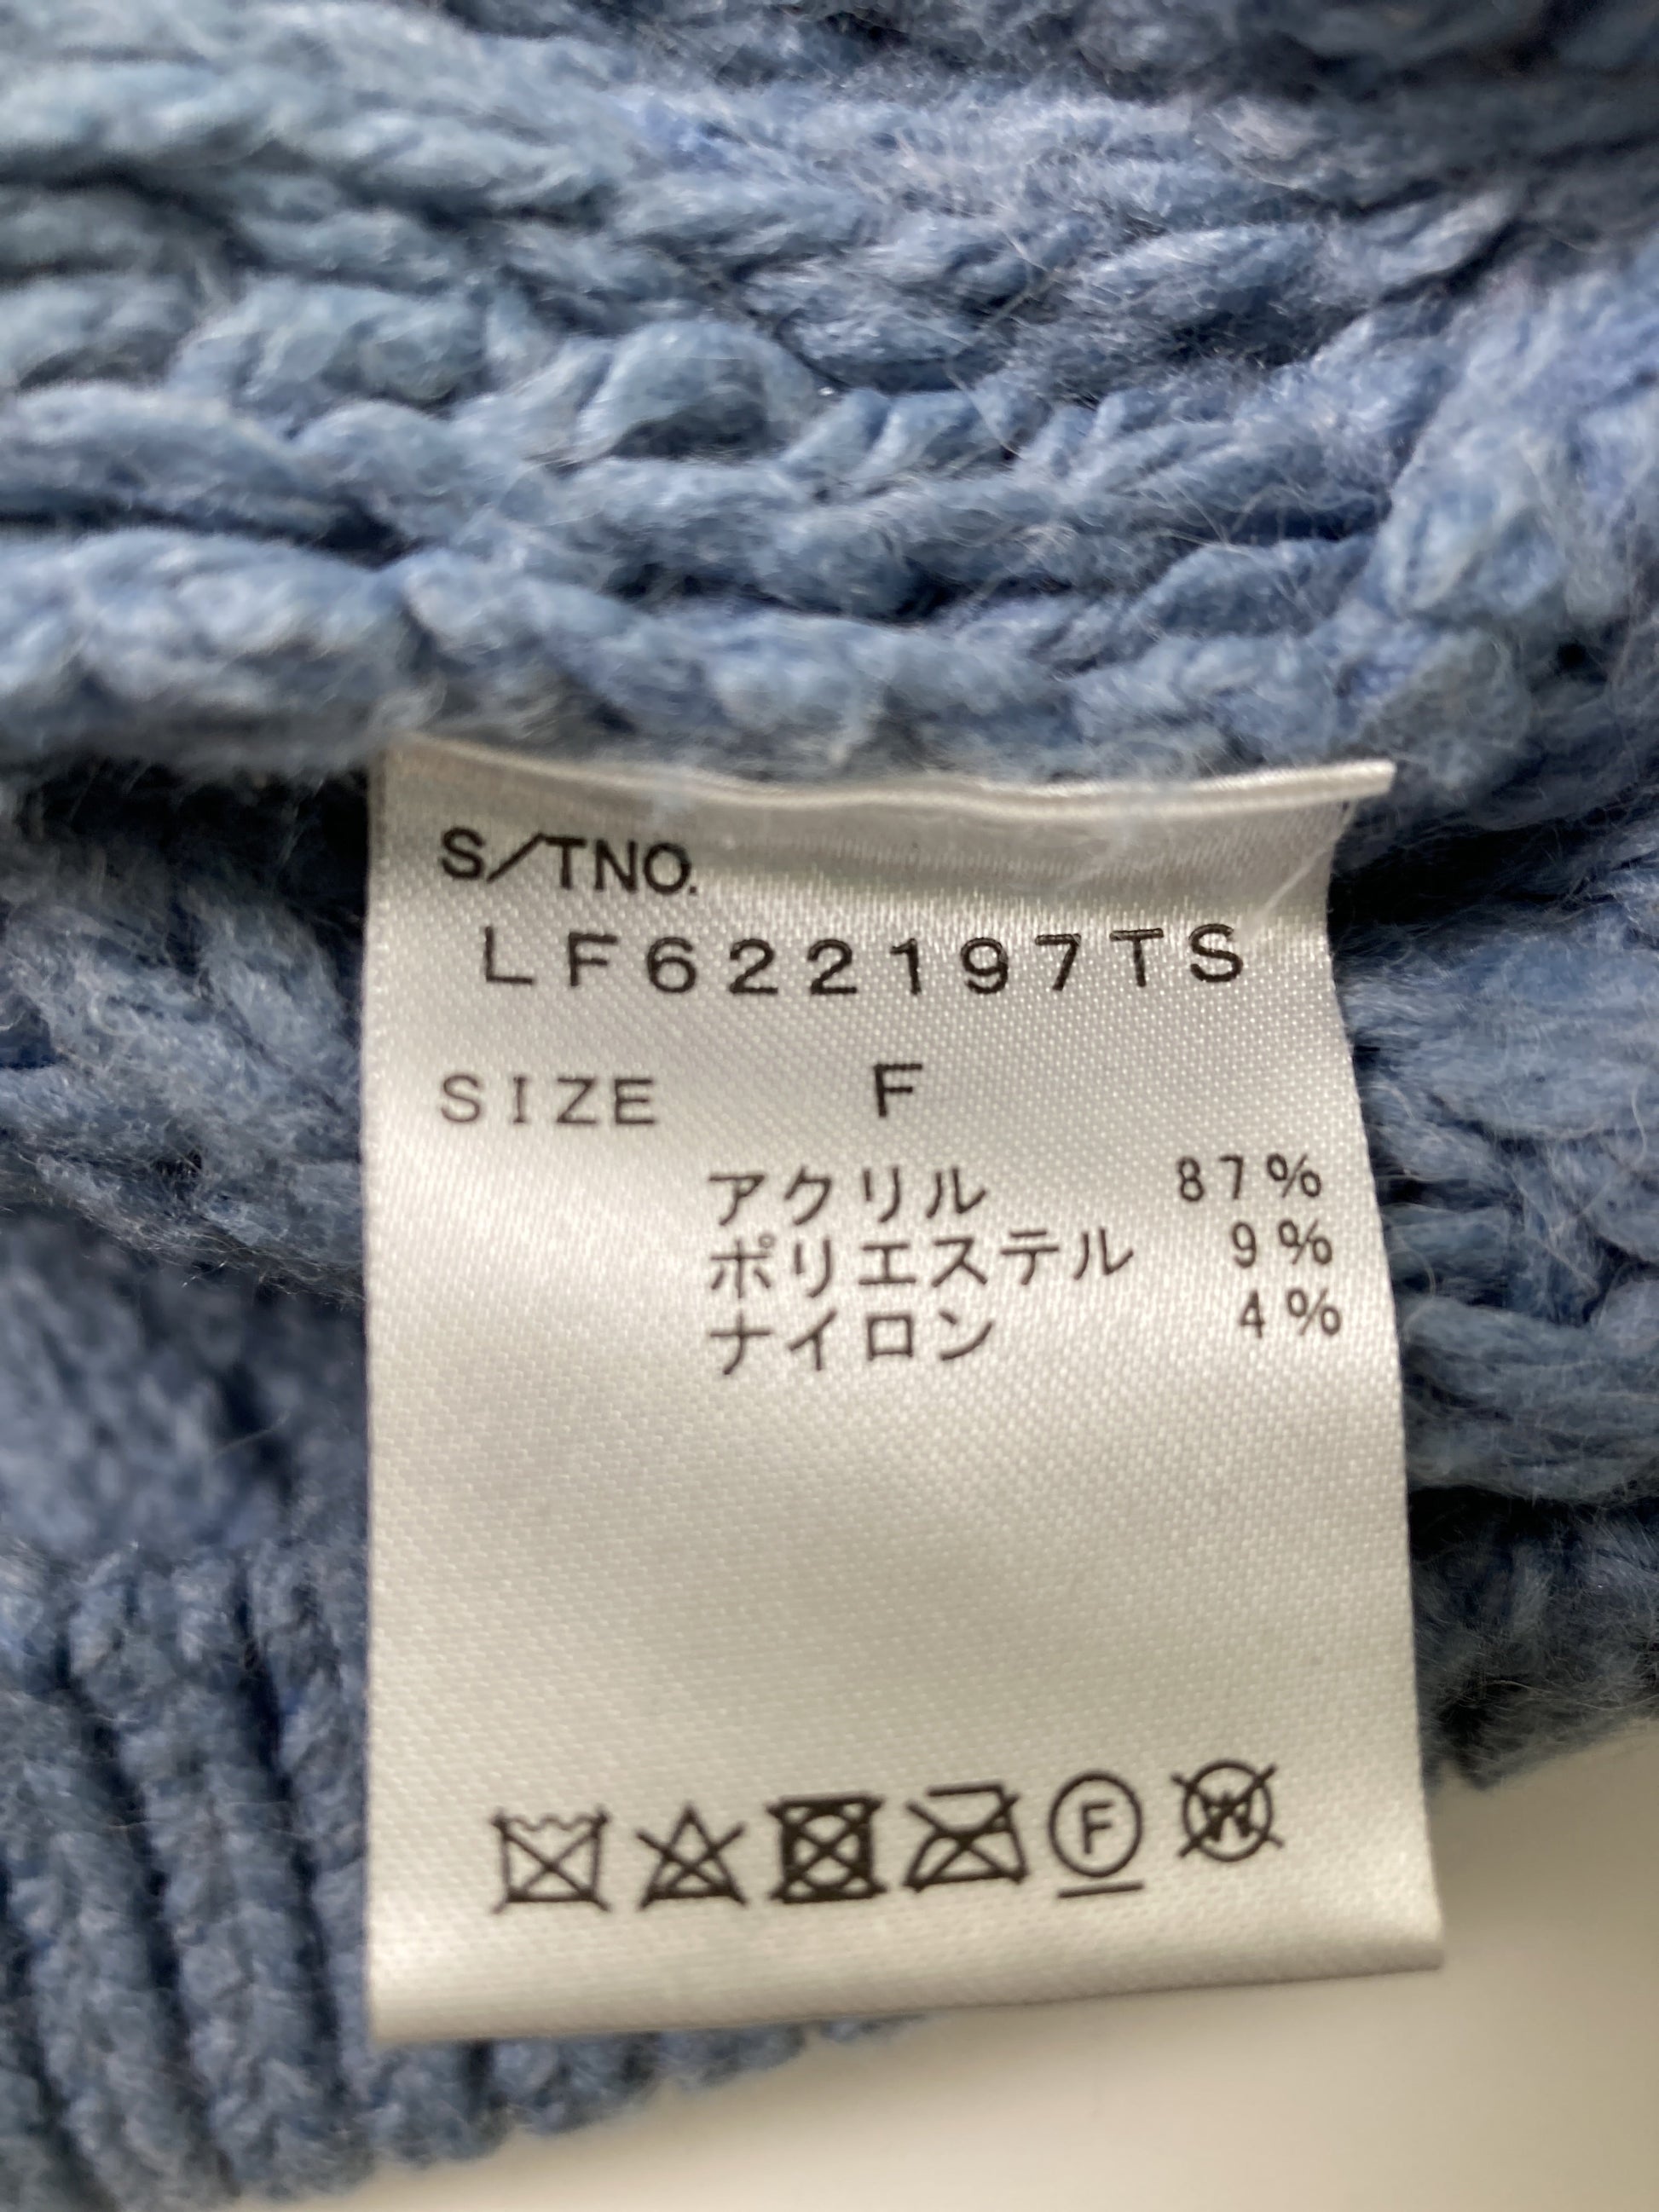 S/TNO.
LF622197TS
SIZE F
アクリル 87%
ポリエステル 9%
ナイロン 4%
F W